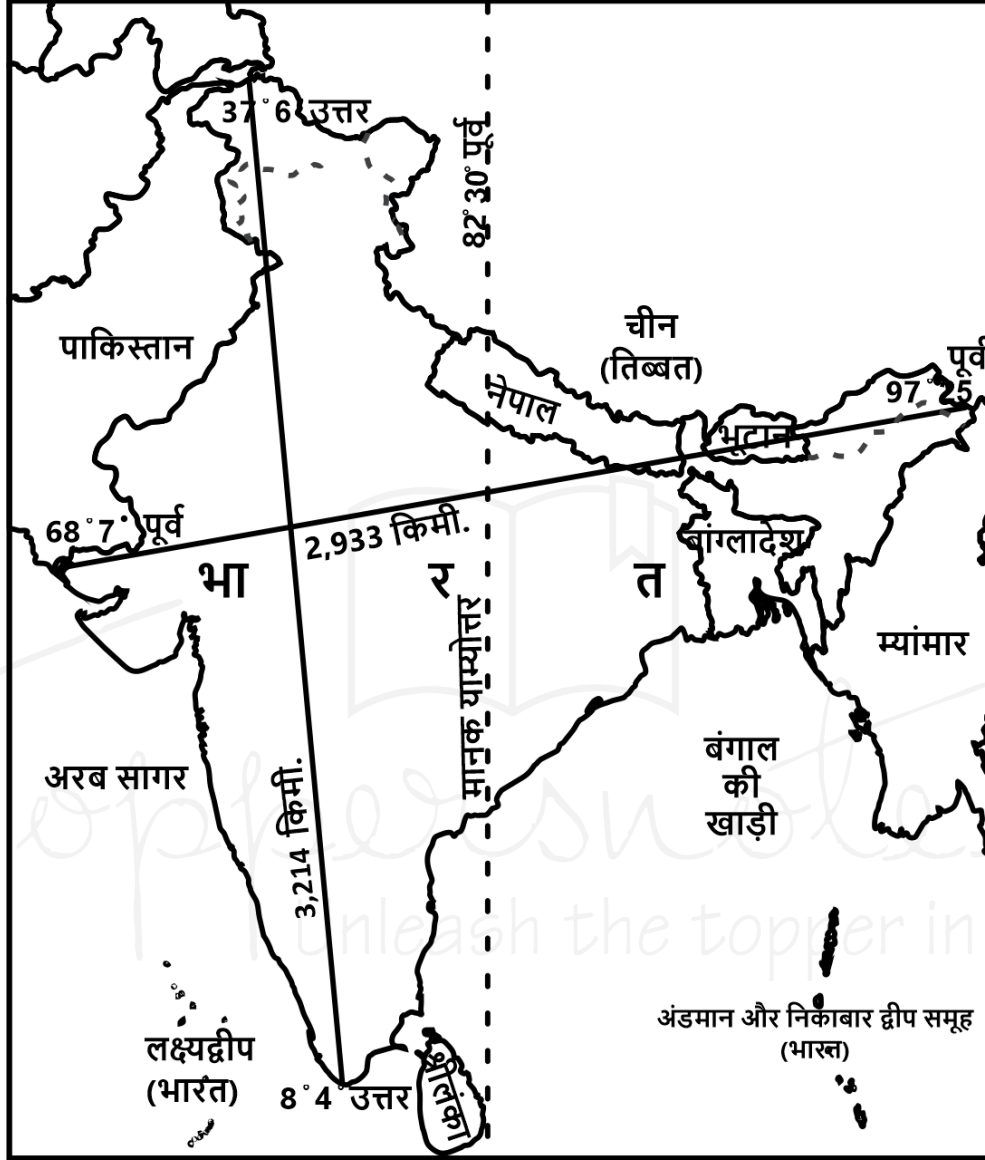 37°6' उत्तर
82°30' पूर्व
पाकिस्तान
चीन
(तिब्बत)
पूर्व
97°25
नेपाल
भूटान
68°7' पूर्व
2,933 किमी.
बांग्लादेश
भा र त
मानक याम्योत्तर
म्यांमार
अरब सागर
बंगाल
की
खाड़ी
3,214 किमी.
toppersnotes
Unleash the topper in
अंडमान और निकाबार द्वीप समूह
(भारत)
लक्ष्यद्वीप
(भारत)
8°4' उत्तर
श्रीलंका